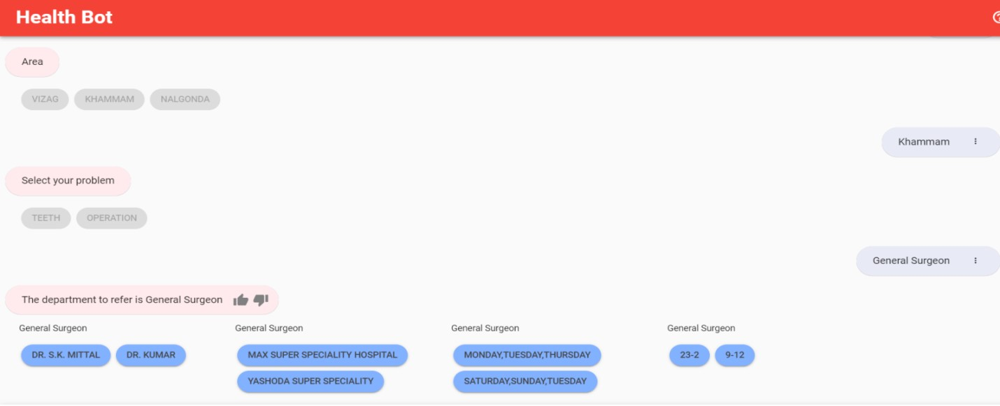 Health Bot
Area
VIZAG KHAMMAM NALGONDA
Khammam
Select your problem
TEETH OPERATION
General Surgeon
The department to refer is General Surgeon
General Surgeon General Surgeon General Surgeon General Surgeon
DR. S.K. MITTAL DR. KUMAR MAX SUPER SPECIALITY HOSPITAL MONDAY,TUESDAY,THURSDAY 23-2 9-12
YASHODA SUPER SPECIALITY SATURDAY,SUNDAY,TUESDAY